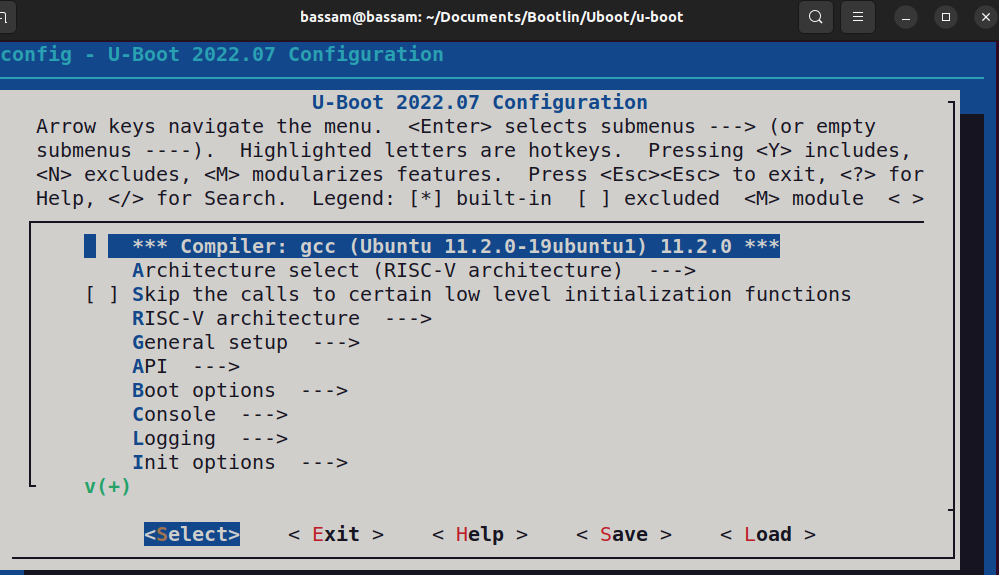 bassam@bassam: ~/Documents/Bootlin/Uboot/u-boot
config - U-Boot 2022.07 Configuration
U-Boot 2022.07 Configuration
Arrow keys navigate the menu.  <Enter> selects submenus ---> (or empty
submenus ----).  Highlighted letters are hotkeys.  Pressing <Y> includes,
<N> excludes, <M> modularizes features.  Press <Esc><Esc> to exit, <?> for
Help, </> for Search.  Legend: [*] built-in  [ ] excluded  <M> module  < >
*** Compiler: gcc (Ubuntu 11.2.0-19ubuntu1) 11.2.0 ***
Architecture select (RISC-V architecture)  --->
[ ] Skip the calls to certain low level initialization functions
RISC-V architecture  --->
General setup  --->
API  --->
Boot options  --->
Console  --->
Logging  --->
Init options  --->
v(+)
<Select>    < Exit >    < Help >    < Save >    < Load >